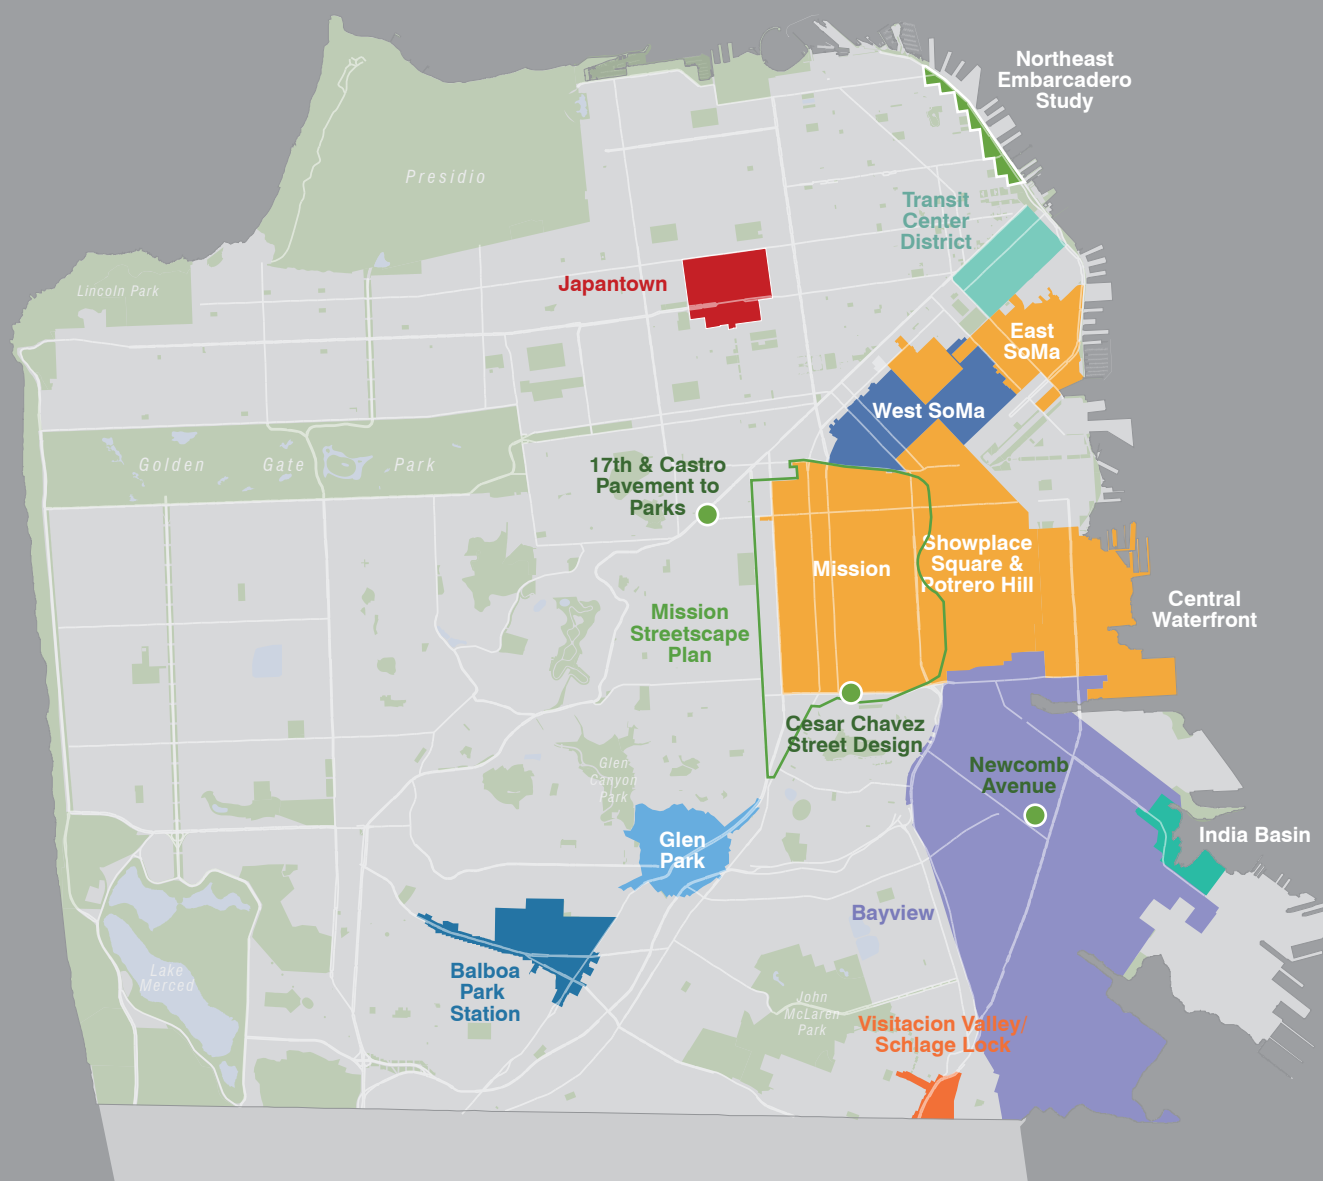 Northeast
Embarcadero
Study
Presidio
Transit
Center
District
Lincoln Park
Japantown
East
SoMa
West SoMa
Golden Gate Park
17th & Castro
Pavement to
Parks
Mission
Showplace
Square &
Potrero Hill
Central
Waterfront
Mission
Streetscape
Plan
Cesar Chavez
Street Design
Glen
Canyon
Park
Newcomb
Avenue
India Basin
Glen
Park
Bayview
Lake
Merced
Balboa
Park
Station
John
McLaren
Park
Visitacion Valley/
Schlage Lock